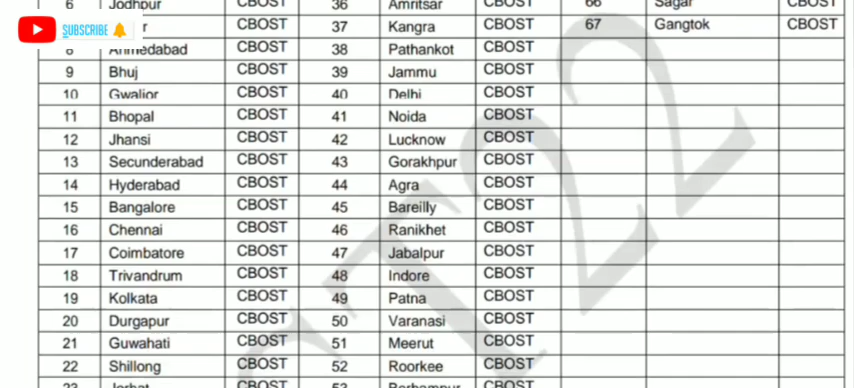 6 Jodhpur CBOST 36 Amritsar CBOST 66 Sagar CBOST
SUBSCRIBE r CBOST 37 Kangra CBOST 67 Gangtok CBOST
8 Ahmedabad CBOST 38 Pathankot CBOST
9 Bhuj CBOST 39 Jammu CBOST
10 Gwalior CBOST 40 Delhi CBOST
11 Bhopal CBOST 41 Noida CBOST
12 Jhansi CBOST 42 Lucknow CBOST
13 Secunderabad CBOST 43 Gorakhpur CBOST
14 Hyderabad CBOST 44 Agra CBOST
15 Bangalore CBOST 45 Bareilly CBOST
16 Chennai CBOST 46 Ranikhet CBOST
17 Coimbatore CBOST 47 Jabalpur CBOST
18 Trivandrum CBOST 48 Indore CBOST
19 Kolkata CBOST 49 Patna CBOST
20 Durgapur CBOST 50 Varanasi CBOST
21 Guwahati CBOST 51 Meerut CBOST
22 Shillong CBOST 52 Roorkee CBOST
23 Jorhat CBOST 53 Berhampur CBOST